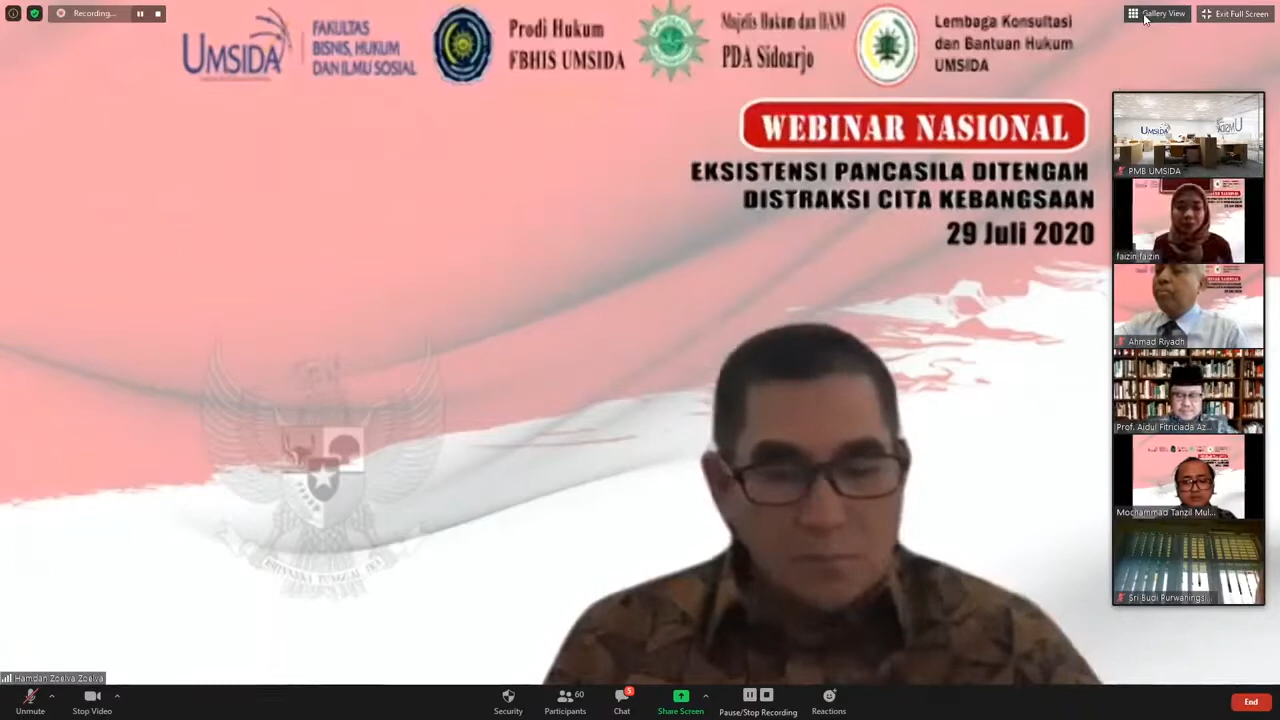 Recording...
Gallery View
Exit Full Screen
UMSIDA
FAKULTAS
BISNIS, HUKUM
DAN ILMU SOSIAL
Prodi Hukum
FBHIS UMSIDA
Majelis Hukum dan HAM
PDA Sidoarjo
Lembaga Konsultasi
dan Bantuan Hukum
UMSIDA
WEBINAR NASIONAL
EKSISTENSI PANCASILA DITENGAH
DISTRAKSI CITA KEBANGSAAN
29 Juli 2020
UMSIDA
PMB UMSIDA
faizin faizin
Ahmad Riyadh
Prof. Aidul Fitriciada Az...
Mochammad Tanzil Mul...
Sri Budi Purwaningsi...
Hamdan Zoelva Zoelva
Unmute
Stop Video
Security
60
Participants
5
Chat
Share Screen
Pause/Stop Recording
Reactions
End